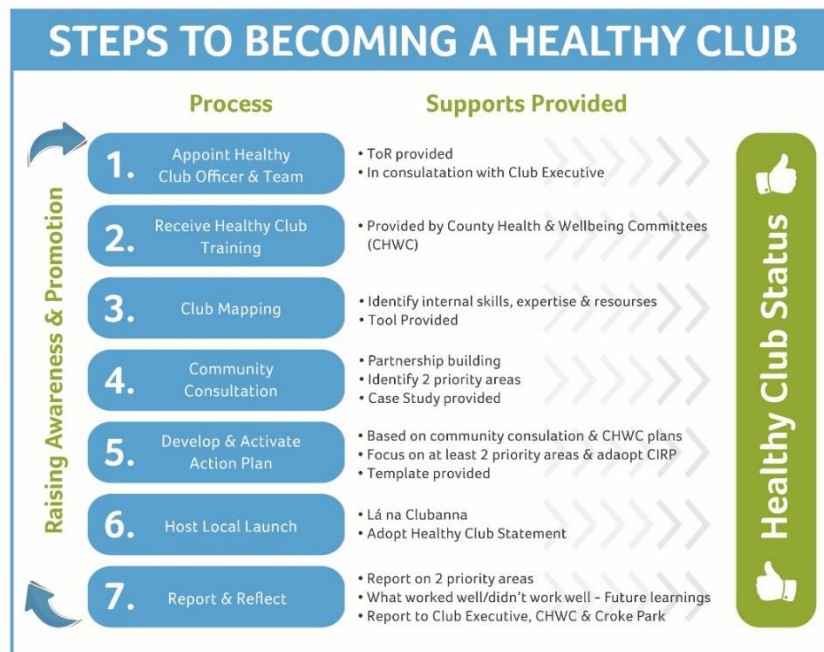 STEPS TO BECOMING A HEALTHY CLUB
Process
Supports Provided
Raising Awareness & Promotion
1.
Appoint Healthy
Club Officer & Team
• ToR provided
• In consulatation with Club Executive
2.
Receive Healthy Club
Training
• Provided by County Health & Wellbeing Committees
(CHWC)
3.
Club Mapping
• Identify internal skills, expertise & resourses
• Tool Provided
4.
Community
Consultation
• Partnership building
• Identify 2 priority areas
• Case Study provided
5.
Develop & Activate
Action Plan
• Based on community consulation & CHWC plans
• Focus on at least 2 priority areas & adaopt CIRP
• Template provided
6.
Host Local Launch
• Lá na Clubanna
• Adopt Healthy Club Statement
7.
Report & Reflect
• Report on 2 priority areas
• What worked well/didn't work well - Future learnings
• Report to Club Executive, CHWC & Croke Park
Healthy Club Status